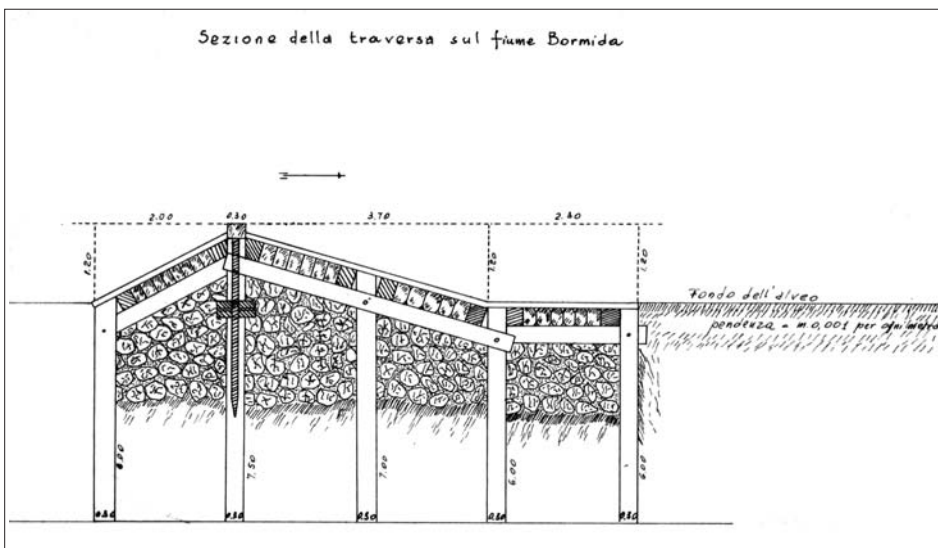 Sezione della traversa sul fiume Bormida
2.00 0.30 3.70 2.40
1.20 1.20 1.20
Fondo dell'alveo
pendenza = m.0,001 per ogni metro
8.00 7.50 7.00 6.00 6.00
0.30 0.30 0.30 0.30 0.30